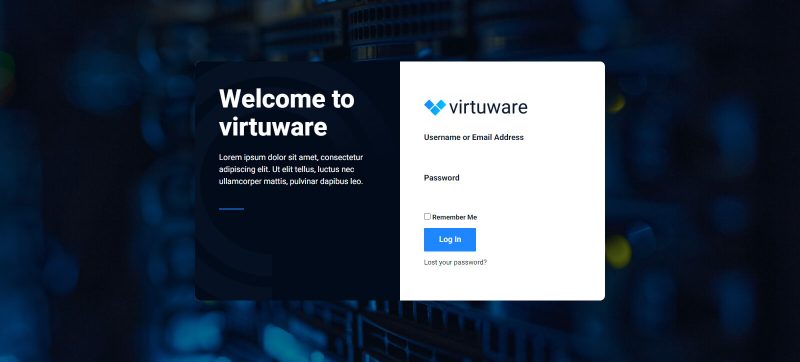 Welcome to
virtuware
Lorem ipsum dolor sit amet, consectetur
adipiscing elit. Ut elit tellus, luctus nec
ullamcorper mattis, pulvinar dapibus leo.
virtuware
Username or Email Address
Password
Remember Me
Log In
Lost your password?